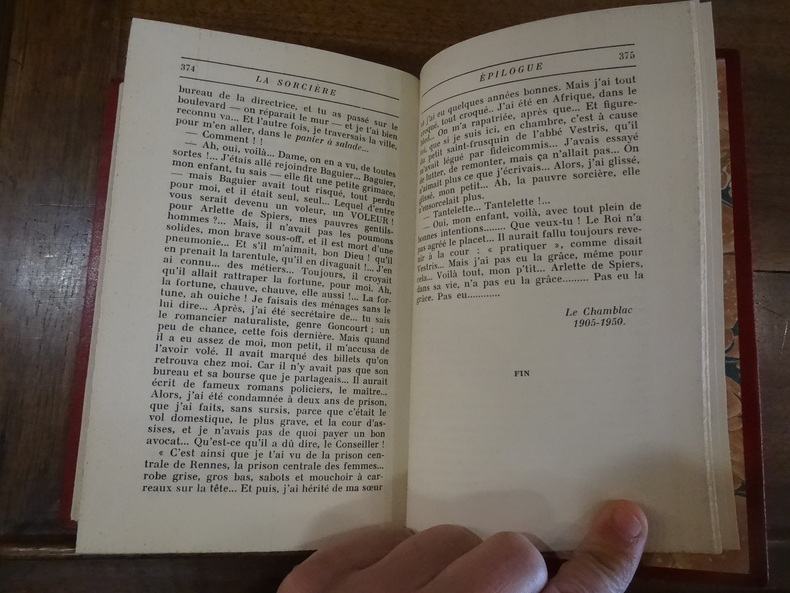 374
LA SORCIÈRE
bureau de la directrice, et tu as passé sur le
boulevard — on réparait le mur — et je t'ai bien
reconnu va... Et l'autre fois, je traversais la ville,
pour m'en aller, dans le panier à salade...
— Comment ! !
— Ah, oui, voilà... Dame, on en a vu, de toutes
sortes !... J'étais allé rejoindre Baguier... Baguier,
mon enfant, tu sais — elle fit une petite grimace,
— mais Baguier avait tout risqué, tout perdu
pour moi, et il était seul, seul... Lequel d'entre
vous serait devenu un voleur, un VOLEUR !
pour Arlette de Spiers, mes pauvres gentils-
hommes ?... Mais, il n'avait pas les poumons
solides, mon brave sous-off, et il est mort d'une
pneumonie... Et s'il m'aimait, bon Dieu ! qu'il
en prenait la tarentule, qu'il en divaguait !... J'en
ai connu... des métiers... Toujours, il croyait
qu'il allait rattraper la fortune, pour moi. Ah,
la fortune, chauve, chauve, elle aussi !... La for-
tune, ah ouiche ! Je faisais des ménages sans le
lui dire... Après, j'ai été secrétaire de... tu sais
le romancier naturaliste, genre Goncourt ; un
peu de chance, cette fois dernière. Mais quand
il a eu assez de moi, mon petit, il m'accusa de
l'avoir volé. Il avait marqué des billets qu'on
retrouva chez moi. Car il n'y avait pas que son
bureau et sa bourse que je partageais... Il aurait
écrit de fameux romans policiers, le maître...
Alors, j'ai été condamnée à deux ans de prison,
que j'ai faits, sans sursis, parce que c'était le
vol domestique, le plus grave, et la cour d'as-
sises, et je n'avais pas de quoi payer un bon
avocat... Qu'est-ce qu'il a dû dire, le Conseiller !
« C'est ainsi que je t'ai vu de la prison cen-
trale de Rennes, la prison centrale des femmes...
robe grise, gros bas, sabots et mouchoir à car-
reaux sur la tête... Et puis, j'ai hérité de ma sœur
ÉPILOGUE
375
j'ai eu quelques années bonnes. Mais j'ai tout
croqué, tout croqué.. J'ai été en Afrique, dans le
On m'a rapatriée, après que... Et figure-
que si je suis ici, en chambre, c'est à cause
du petit saint-frusquin de l'abbé Vestris, qu'il
m'avait légué par fideicommis... J'avais essayé
de lutter, de remonter, mais ça n'allait pas... On
n'aimait plus ce que j'écrivais... Alors, j'ai glissé,
glissé, mon petit... Ah, la pauvre sorcière, elle
n'ensorcelait plus.
— Tantelette... Tantelette !...
— Oui, mon enfant, voilà, avec tout plein de
bonnes intentions........ Que veux-tu ! Le Roi n'a
pas agréé le placet... Il aurait fallu toujours reve-
nir à la cour : « pratiquer », comme disait
Vestris... Mais j'ai pas eu la grâce, même pour
cela... Voilà tout, mon p'tit... Arlette de Spiers,
dans sa vie, n'a pas eu la grâce......... Pas eu la
grâce. Pas eu............
Le Chamblac
1905-1950.
FIN